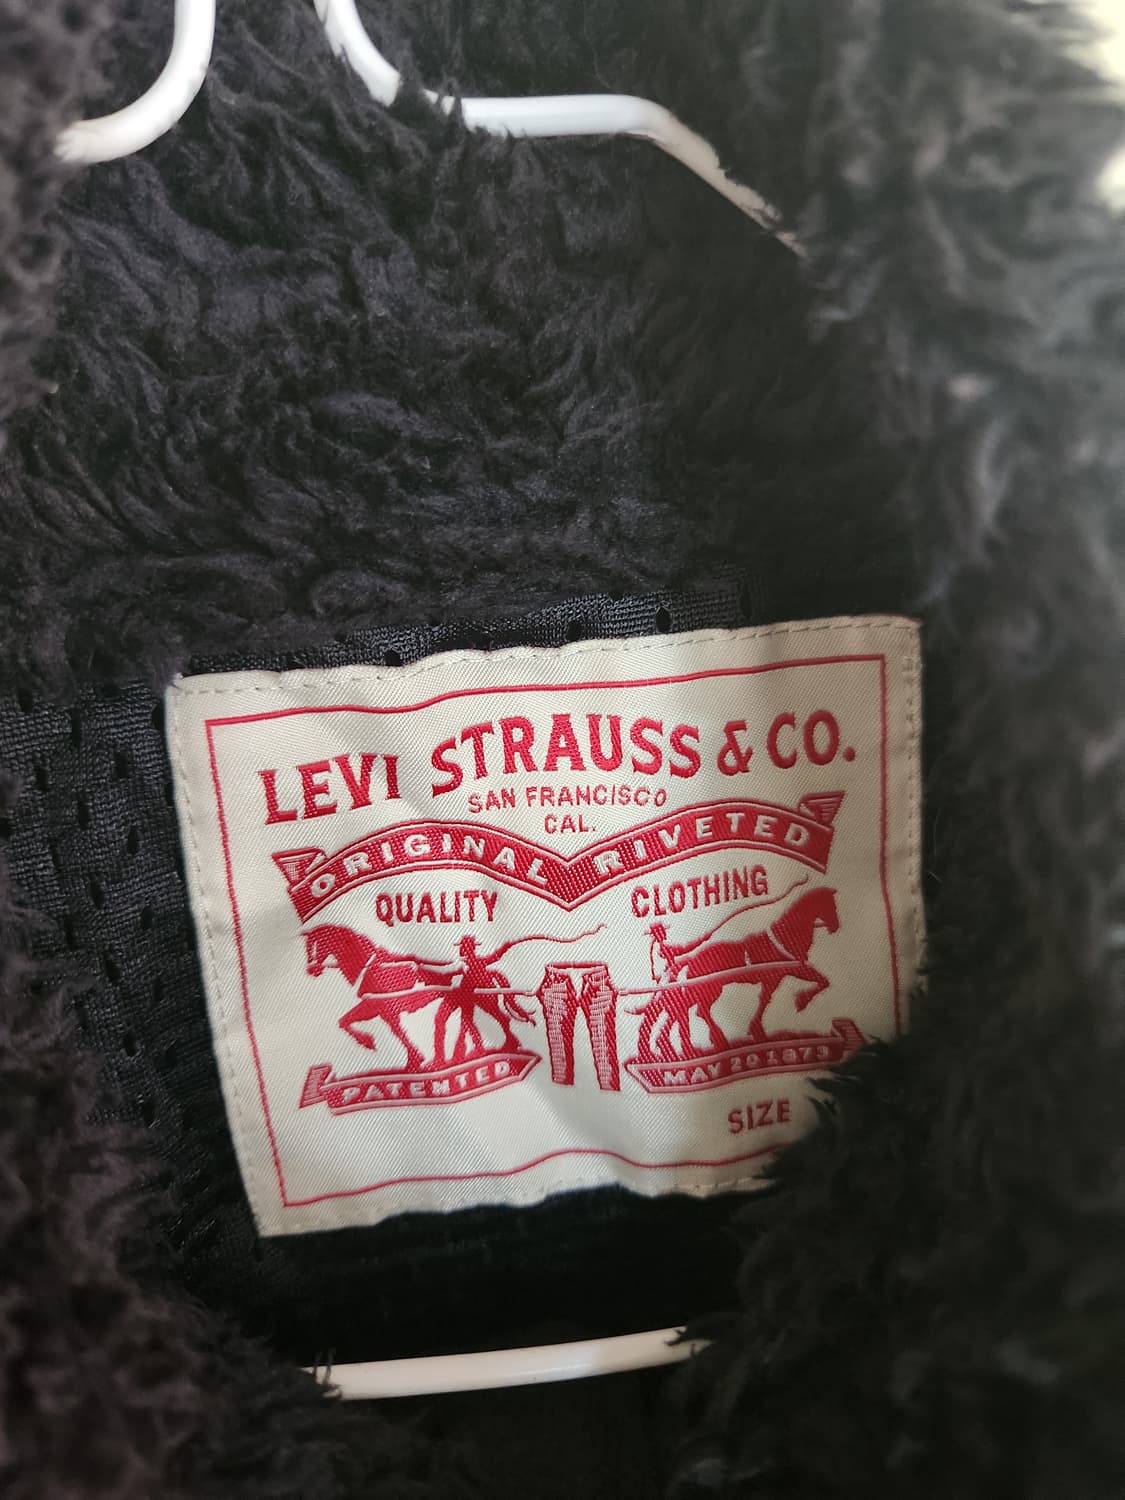 LEVI STRAUSS & CO.
SAN FRANCISCO
CAL.
ORIGINAL RIVETED
QUALITY CLOTHING
PATENTED MAY 20 1873
SIZE